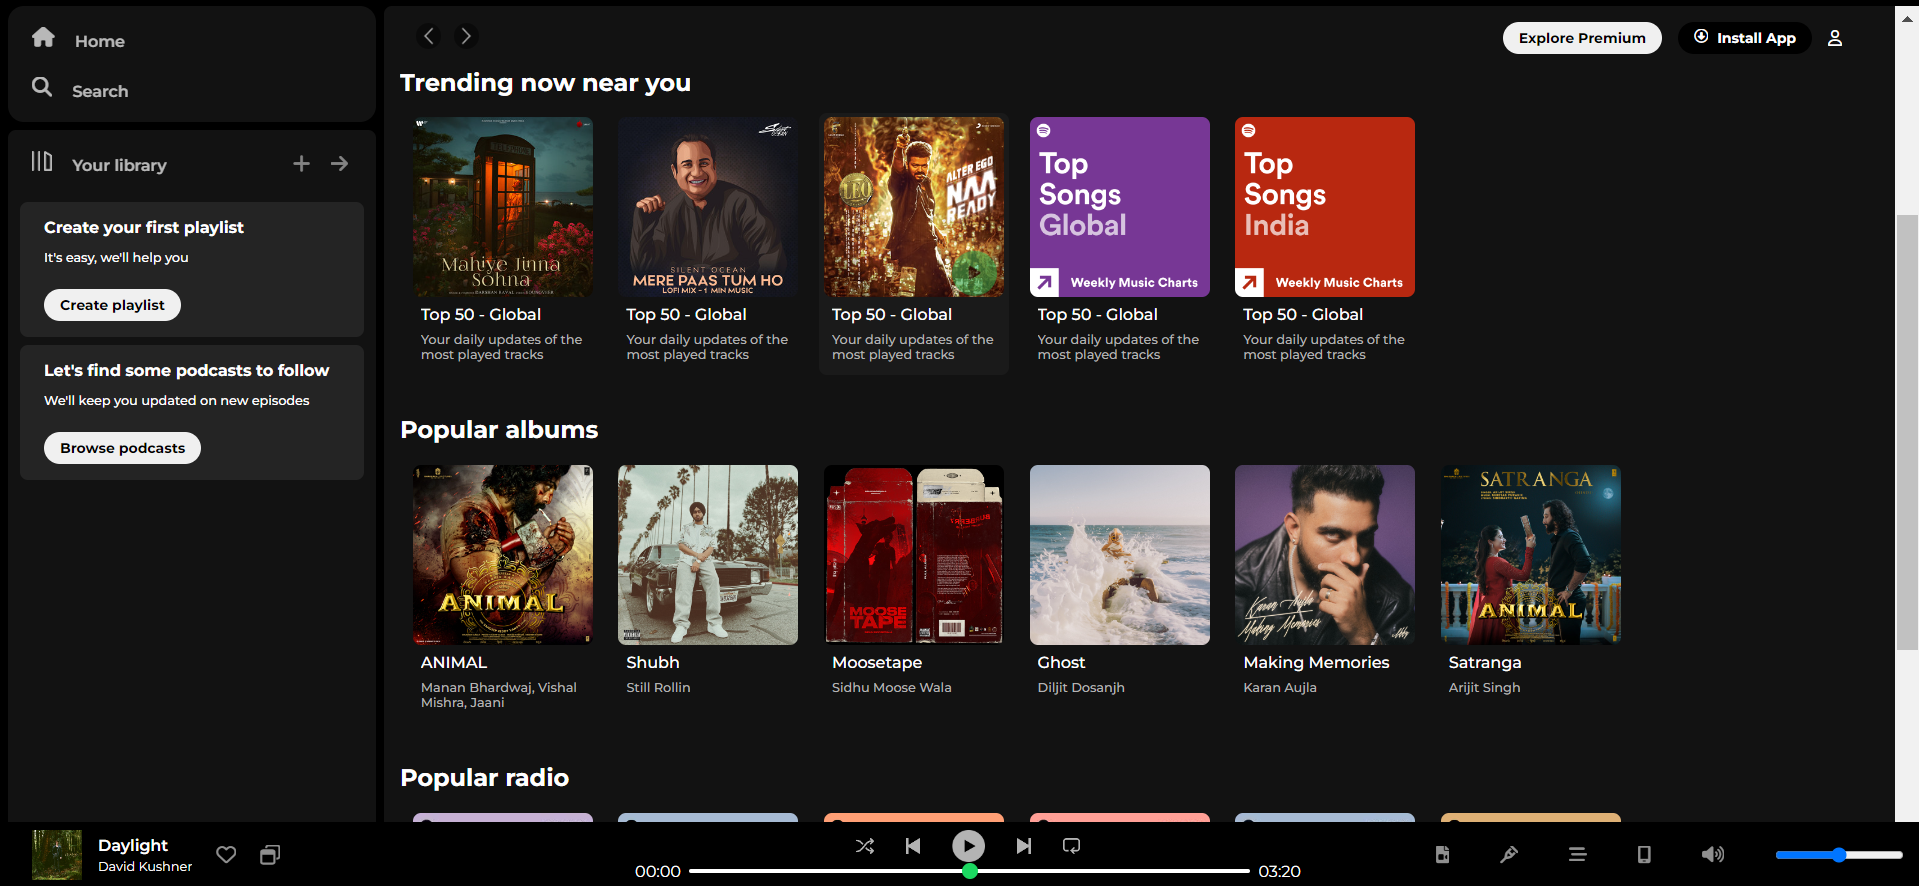 Home
Search
Your library
Create your first playlist
It's easy, we'll help you
Create playlist
Let's find some podcasts to follow
We'll keep you updated on new episodes
Browse podcasts
Explore Premium
Install App
Trending now near you
Mahiye Jinna
Sohna
Top 50 - Global
Your daily updates of the
most played tracks
Silent
OCEAN
SILENT OCEAN
MERE PAAS TUM HO
LOFI MIX - 1 MIN MUSIC
Top 50 - Global
Your daily updates of the
most played tracks
LEO
ALTER EGO
NAA
READY
Top 50 - Global
Your daily updates of the
most played tracks
Top
Songs
Global
Weekly Music Charts
Top 50 - Global
Your daily updates of the
most played tracks
Top
Songs
India
Weekly Music Charts
Top 50 - Global
Your daily updates of the
most played tracks
Popular albums
ANIMAL
ANIMAL
Manan Bhardwaj, Vishal
Mishra, Jaani
Shubh
Still Rollin
MOOSE
TAPE
Moosetape
Sidhu Moose Wala
Ghost
Diljit Dosanjh
Karan Aujla
Making Memories
Making Memories
Karan Aujla
SATRANGA
ANIMAL
Satranga
Arijit Singh
Popular radio
Daylight
David Kushner
00:00
03:20